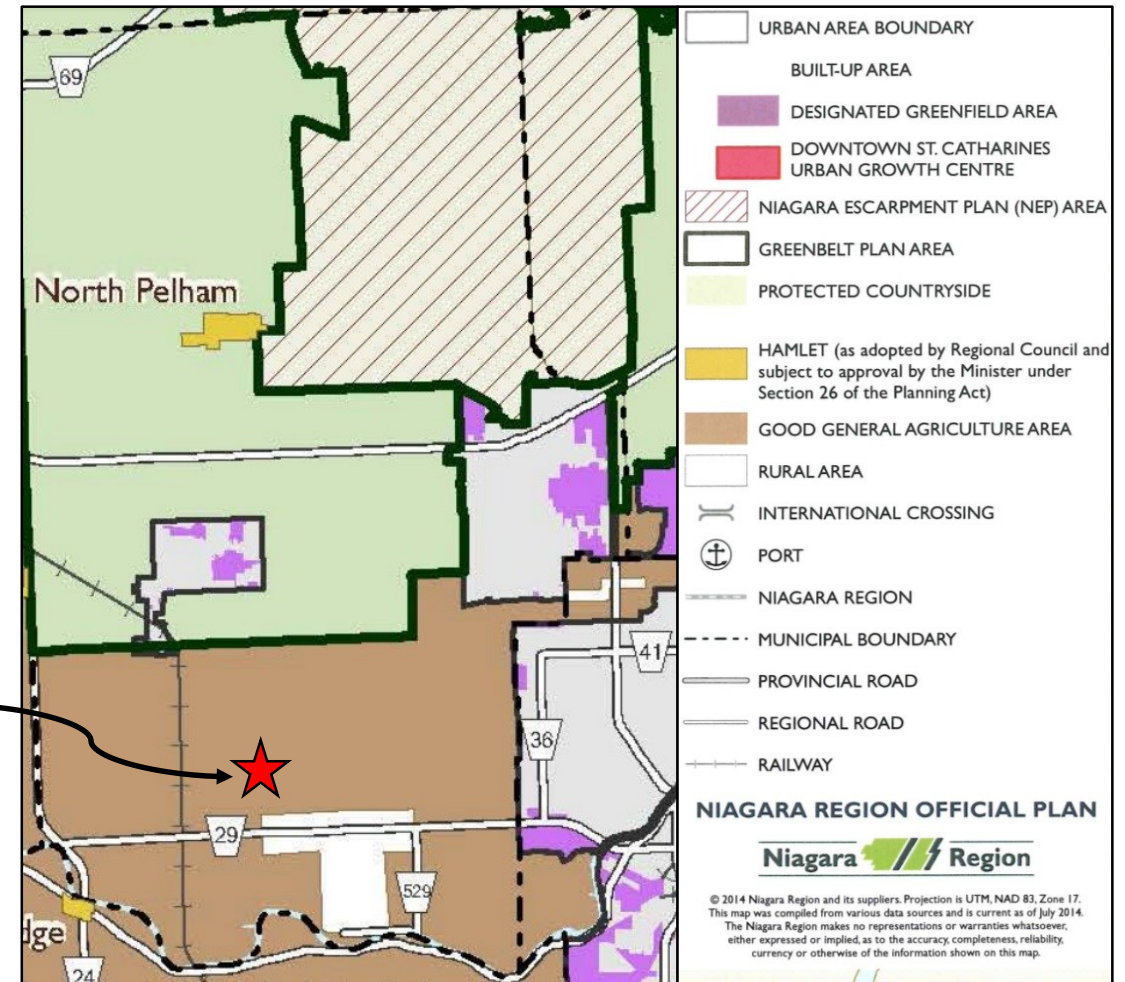 69
North Pelham
41
36
29
529
dge
24
URBAN AREA BOUNDARY
BUILT-UP AREA
DESIGNATED GREENFIELD AREA
DOWNTOWN ST. CATHARINES
URBAN GROWTH CENTRE
NIAGARA ESCARPMENT PLAN (NEP) AREA
GREENBELT PLAN AREA
PROTECTED COUNTRYSIDE
HAMLET (as adopted by Regional Council and
subject to approval by the Minister under
Section 26 of the Planning Act)
GOOD GENERAL AGRICULTURE AREA
RURAL AREA
INTERNATIONAL CROSSING
PORT
NIAGARA REGION
MUNICIPAL BOUNDARY
PROVINCIAL ROAD
REGIONAL ROAD
RAILWAY
NIAGARA REGION OFFICIAL PLAN
Niagara Region
© 2014 Niagara Region and its suppliers. Projection is UTM, NAD 83, Zone 17.
This map was compiled from various data sources and is current as of July 2014.
The Niagara Region makes no representations or warranties whatsoever,
either expressed or implied, as to the accuracy, completeness, reliability,
currency or otherwise of the information shown on this map.